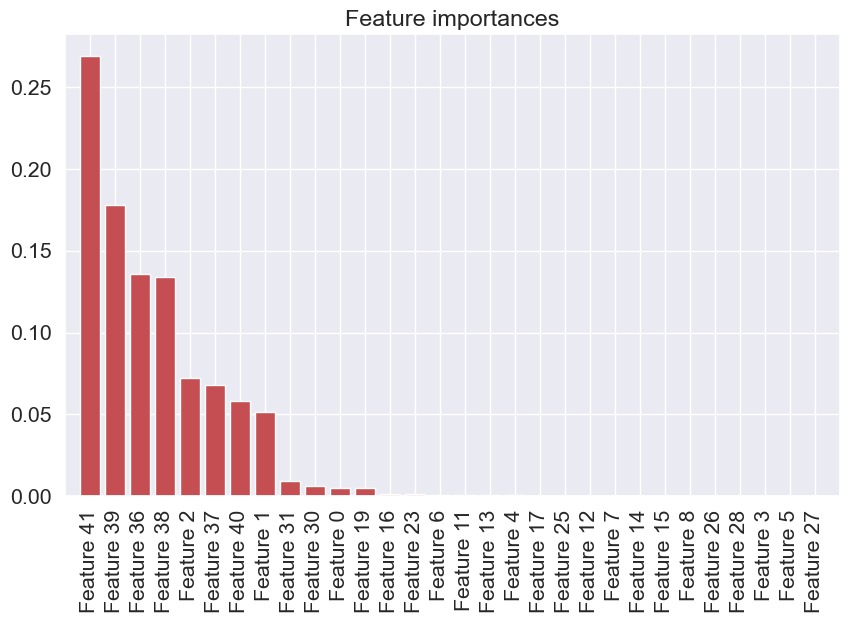 Feature importances
0.25
0.20
0.15
0.10
0.05
0.00
Feature 41
Feature 39
Feature 36
Feature 38
Feature 2
Feature 37
Feature 40
Feature 1
Feature 31
Feature 30
Feature 0
Feature 19
Feature 16
Feature 23
Feature 6
Feature 11
Feature 13
Feature 4
Feature 17
Feature 25
Feature 12
Feature 7
Feature 14
Feature 15
Feature 8
Feature 26
Feature 28
Feature 3
Feature 5
Feature 27